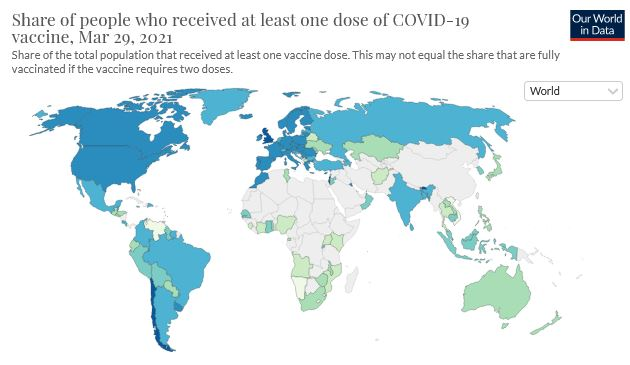 Share of people who received at least one dose of COVID-19
vaccine, Mar 29, 2021
Our World
in Data
Share of the total population that received at least one vaccine dose. This may not equal the share that are fully
vaccinated if the vaccine requires two doses.
World